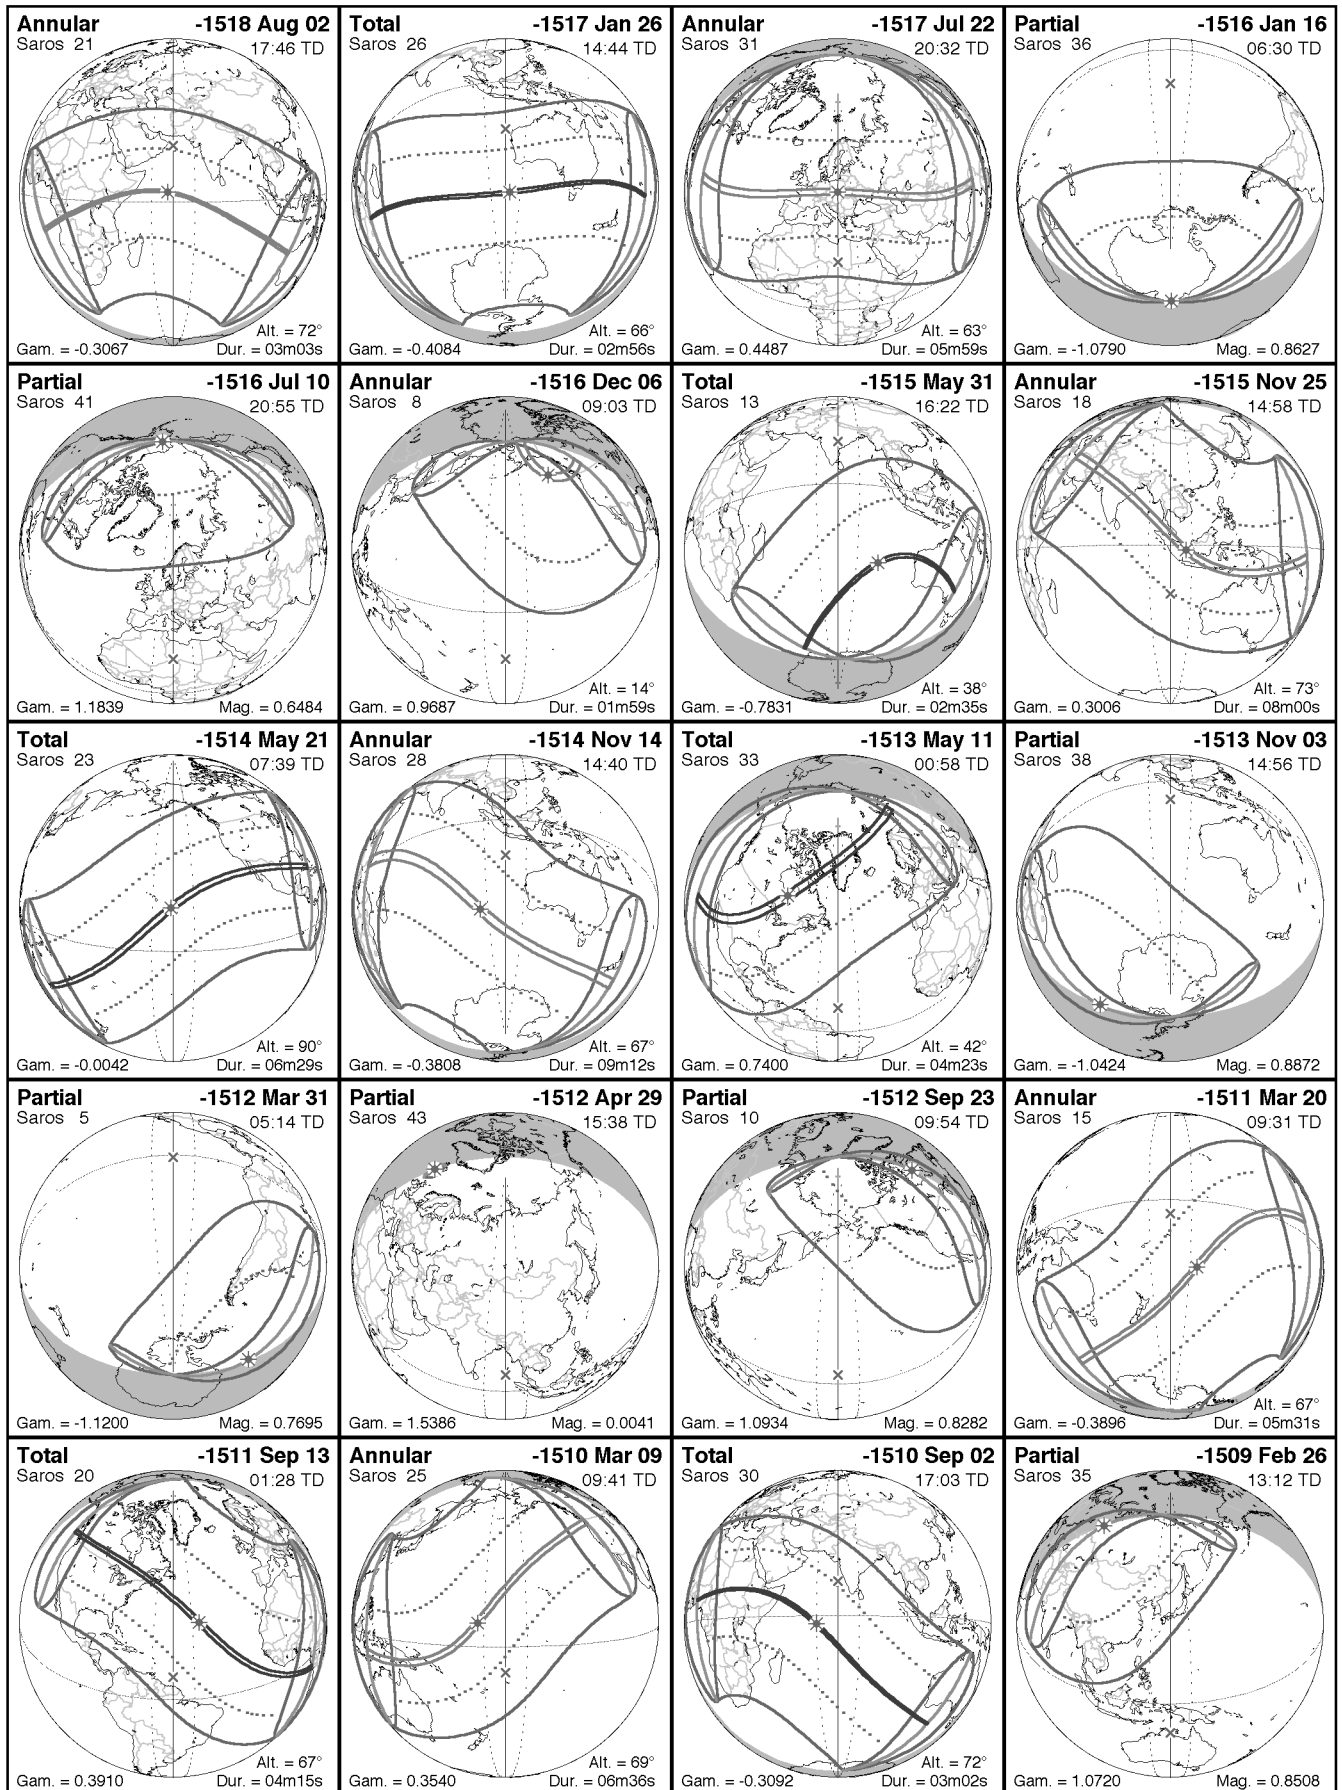 Annular -1518 Aug 02
Saros 21 17:46 TD
Alt. = 72°
Gam. = -0.3067 Dur. = 03m03s
Total -1517 Jan 26
Saros 26 14:44 TD
Alt. = 66°
Gam. = -0.4084 Dur. = 02m56s
Annular -1517 Jul 22
Saros 31 20:32 TD
Alt. = 63°
Gam. = 0.4487 Dur. = 05m59s
Partial -1516 Jan 16
Saros 36 06:30 TD
Gam. = -1.0790 Mag. = 0.8627
Partial -1516 Jul 10
Saros 41 20:55 TD
Gam. = 1.1839 Mag. = 0.6484
Annular -1516 Dec 06
Saros 8 09:03 TD
Alt. = 14°
Gam. = 0.9687 Dur. = 01m59s
Total -1515 May 31
Saros 13 16:22 TD
Alt. = 38°
Gam. = -0.7831 Dur. = 02m35s
Annular -1515 Nov 25
Saros 18 14:58 TD
Alt. = 73°
Gam. = 0.3006 Dur. = 08m00s
Total -1514 May 21
Saros 23 07:39 TD
Alt. = 90°
Gam. = -0.0042 Dur. = 06m29s
Annular -1514 Nov 14
Saros 28 14:40 TD
Alt. = 67°
Gam. = -0.3808 Dur. = 09m12s
Total -1513 May 11
Saros 33 00:58 TD
Alt. = 42°
Gam. = 0.7400 Dur. = 04m23s
Partial -1513 Nov 03
Saros 38 14:56 TD
Gam. = -1.0424 Mag. = 0.8872
Partial -1512 Mar 31
Saros 5 05:14 TD
Gam. = -1.1200 Mag. = 0.7695
Partial -1512 Apr 29
Saros 43 15:38 TD
Gam. = 1.5386 Mag. = 0.0041
Partial -1512 Sep 23
Saros 10 09:54 TD
Gam. = 1.0934 Mag. = 0.8282
Annular -1511 Mar 20
Saros 15 09:31 TD
Alt. = 67°
Gam. = -0.3896 Dur. = 05m31s
Total -1511 Sep 13
Saros 20 01:28 TD
Alt. = 67°
Gam. = 0.3910 Dur. = 04m15s
Annular -1510 Mar 09
Saros 25 09:41 TD
Alt. = 69°
Gam. = 0.3540 Dur. = 06m36s
Total -1510 Sep 02
Saros 30 17:03 TD
Alt. = 72°
Gam. = -0.3092 Dur. = 03m02s
Partial -1509 Feb 26
Saros 35 13:12 TD
Gam. = 1.0720 Mag. = 0.8508